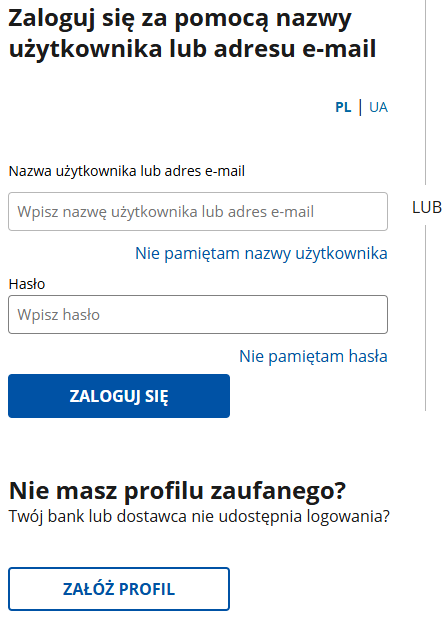 Zaloguj się za pomocą nazwy
użytkownika lub adresu e-mail
PL | UA
Nazwa użytkownika lub adres e-mail
Wpisz nazwę użytkownika lub adres e-mail
LUB
Nie pamiętam nazwy użytkownika
Hasło
Wpisz hasło
Nie pamiętam hasła
ZALOGUJ SIĘ
Nie masz profilu zaufanego?
Twój bank lub dostawca nie udostępnia logowania?
ZAŁÓŻ PROFIL